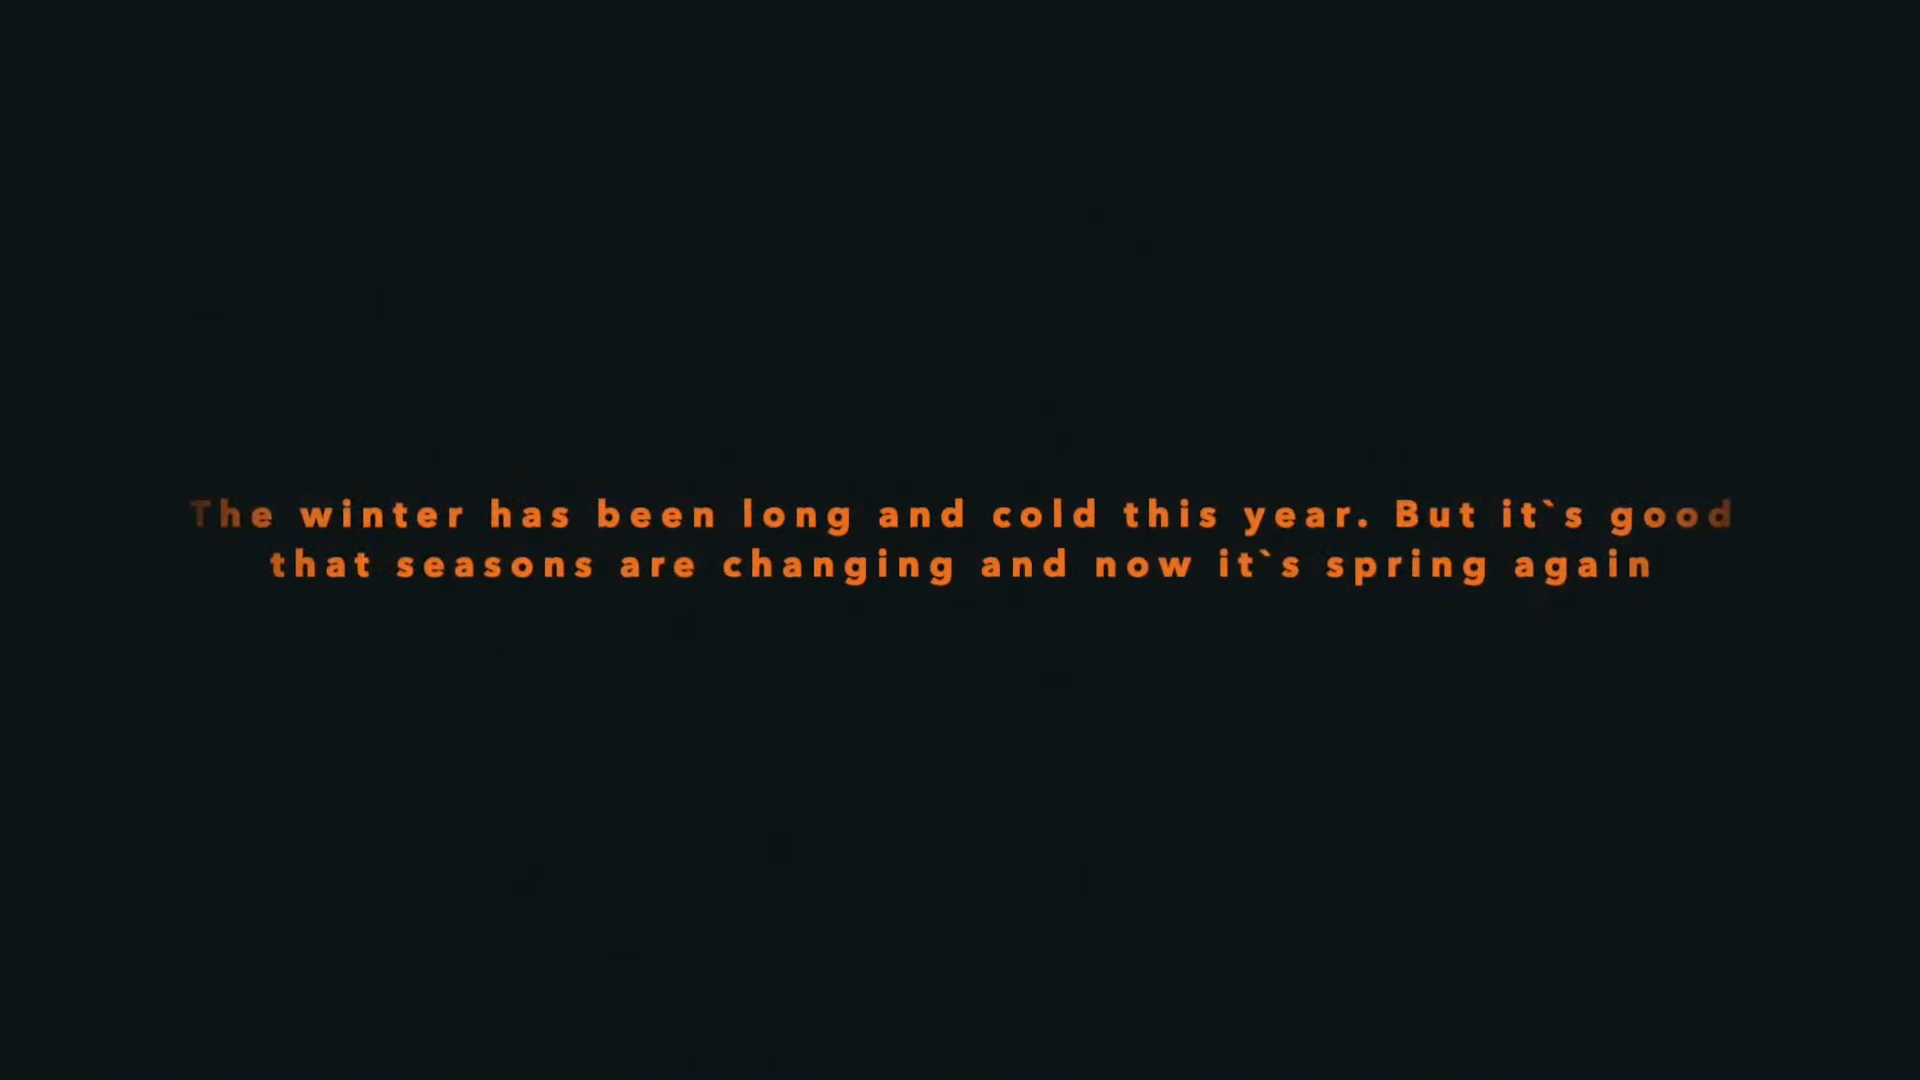 The winter has been long and cold this year. But it`s good
that seasons are changing and now it`s spring again